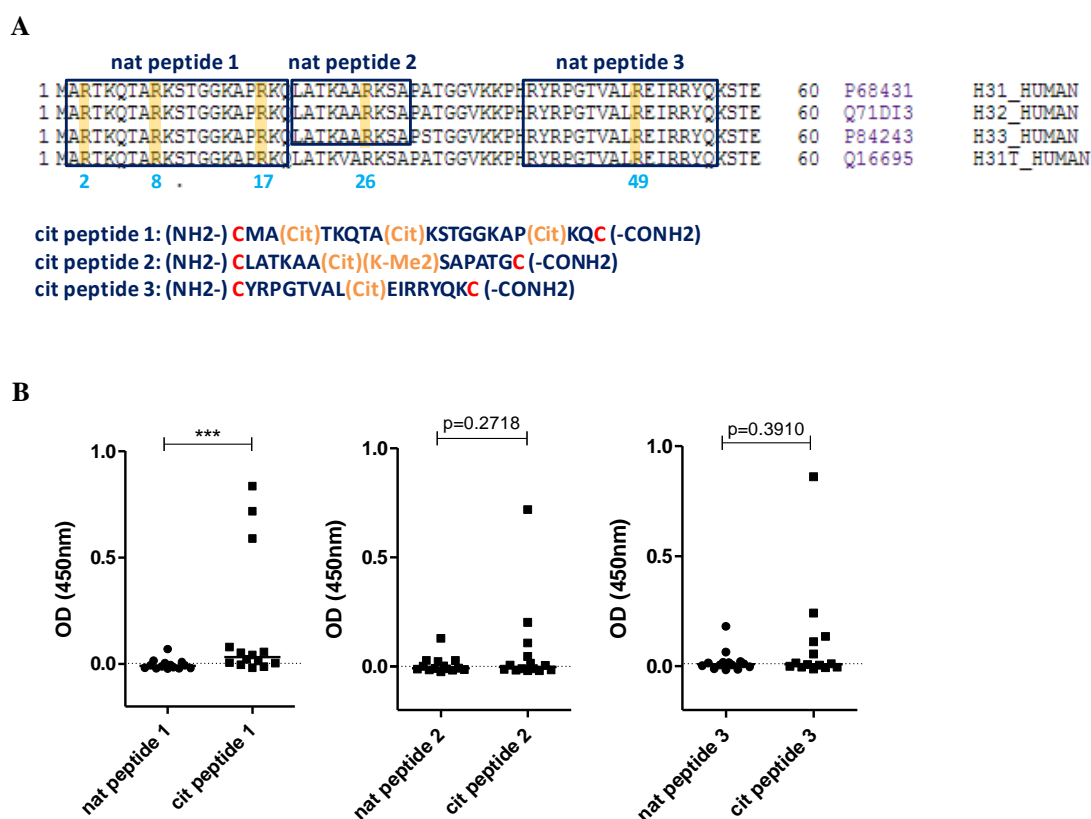 A
nat peptide 1 nat peptide 2 nat peptide 3
1 MARTKQTARKSTGGKAPRKQLATKAARKSAPATGGVKKPHRYRPGTVALREIRRYQKSTE 60 P68431 H31_HUMAN
1 MARTKQTARKSTGGKAPRKQLATKAARKSAPATGGVKKPHRYRPGTVALREIRRYQKSTE 60 Q71DI3 H32_HUMAN
1 MARTKQTARKSTGGKAPRKQLATKAARKSAPSTGGVKKPHRYRPGTVALREIRRYQKSTE 60 P84243 H33_HUMAN
1 MARTKQTARKSTGGKAPRKQLATKVARKSAPATGGVKKPHRYRPGTVALREIRRYQKSTE 60 Q16695 H31T_HUMAN
2 8 17 26 49
cit peptide 1: (NH2-) CMA(Cit)TKQTA(Cit)KSTGGKAP(Cit)KQC (-CONH2)
cit peptide 2: (NH2-) CLATKAA(Cit)(K-Me2)SAPATGC (-CONH2)
cit peptide 3: (NH2-) CYRPGTVAL(Cit)EIRRYQKC (-CONH2)
B
*** p=0.2718 p=0.3910
1.0 1.0 1.0
0.5 0.5 0.5
0.0 0.0 0.0
OD (450nm) OD (450nm) OD (450nm)
nat peptide 1 cit peptide 1 nat peptide 2 cit peptide 2 nat peptide 3 cit peptide 3